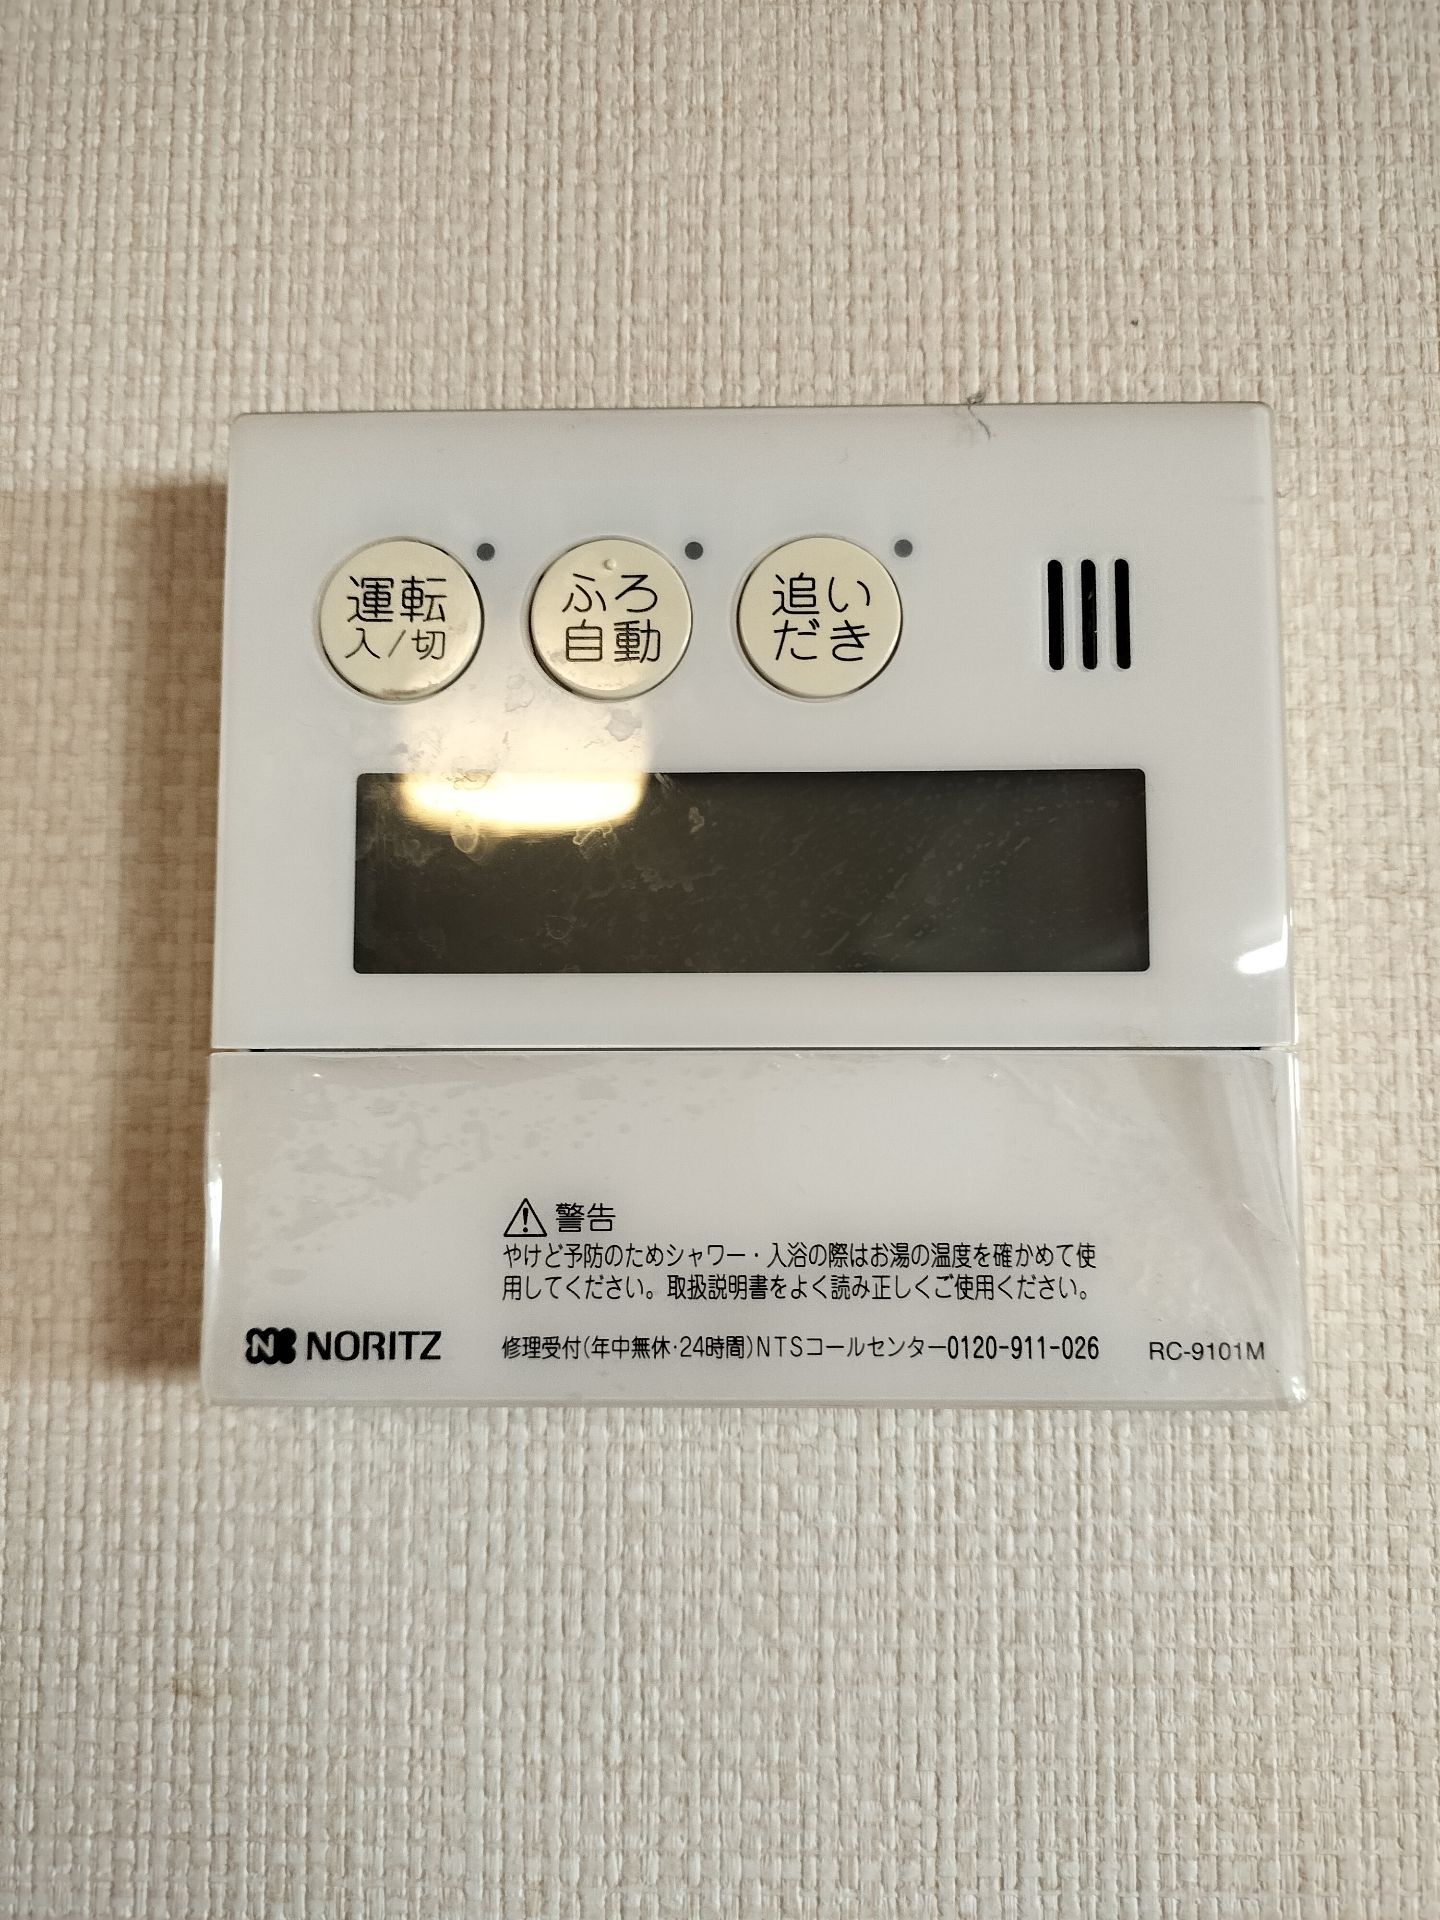 運転
入/切
ふろ
自動
追い
だき
警告
やけど予防のためシャワー・入浴の際はお湯の温度を確かめて使
用してください。取扱説明書をよく読み正しくご使用ください。
NORITZ
修理受付(年中無休・24時間)NTSコールセンター0120-911-026
RC-9101M